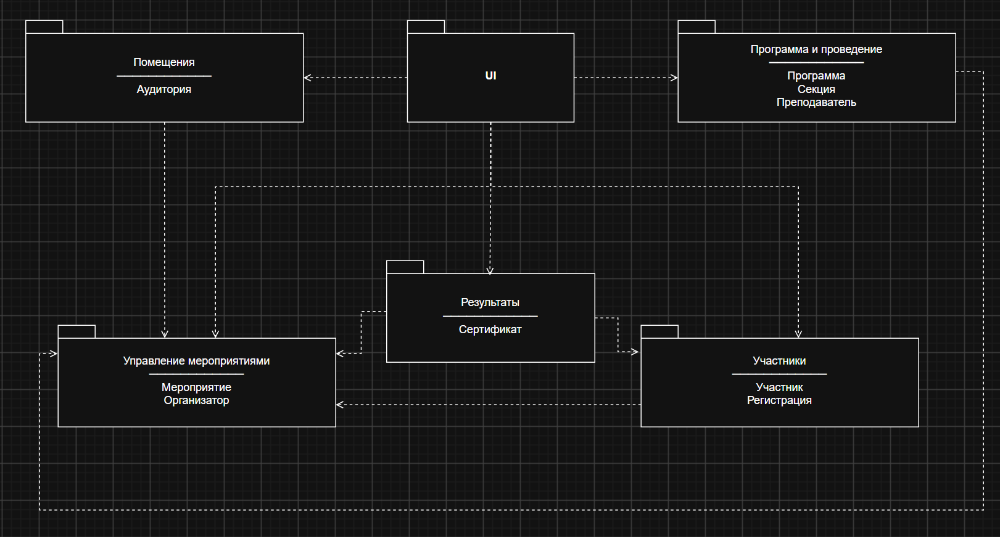 Помещения
Аудитория
UI
Программа и проведение
Программа
Секция
Преподаватель
Результаты
Сертификат
Управление мероприятиями
Мероприятие
Организатор
Участники
Участник
Регистрация